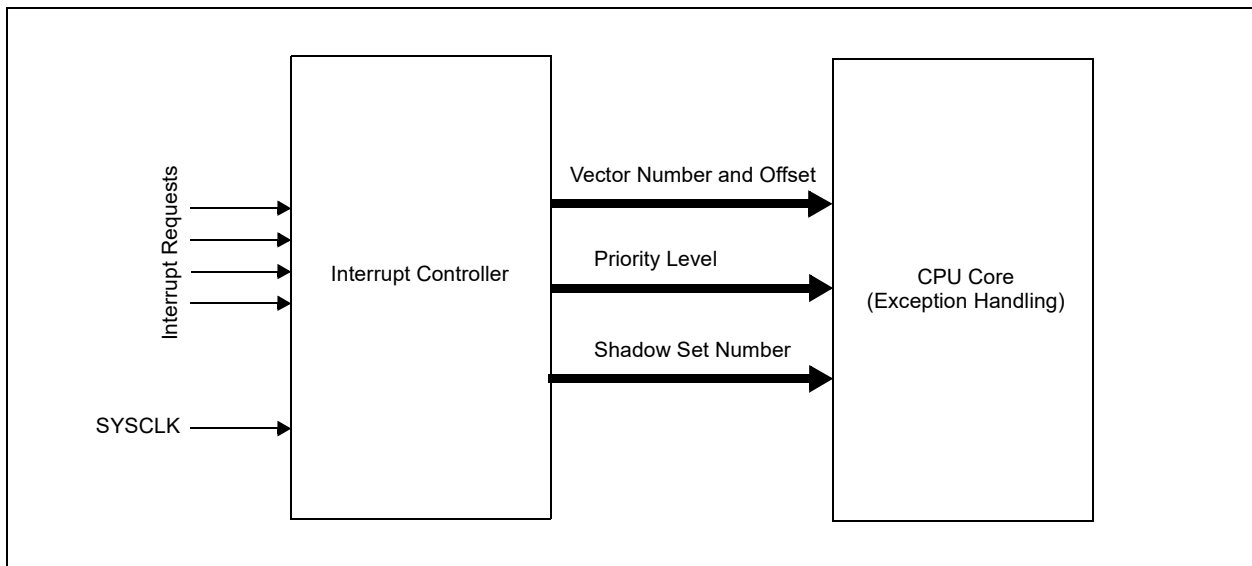 Interrupt Requests
SYSCLK
Interrupt Controller
Vector Number and Offset
Priority Level
Shadow Set Number
CPU Core
(Exception Handling)